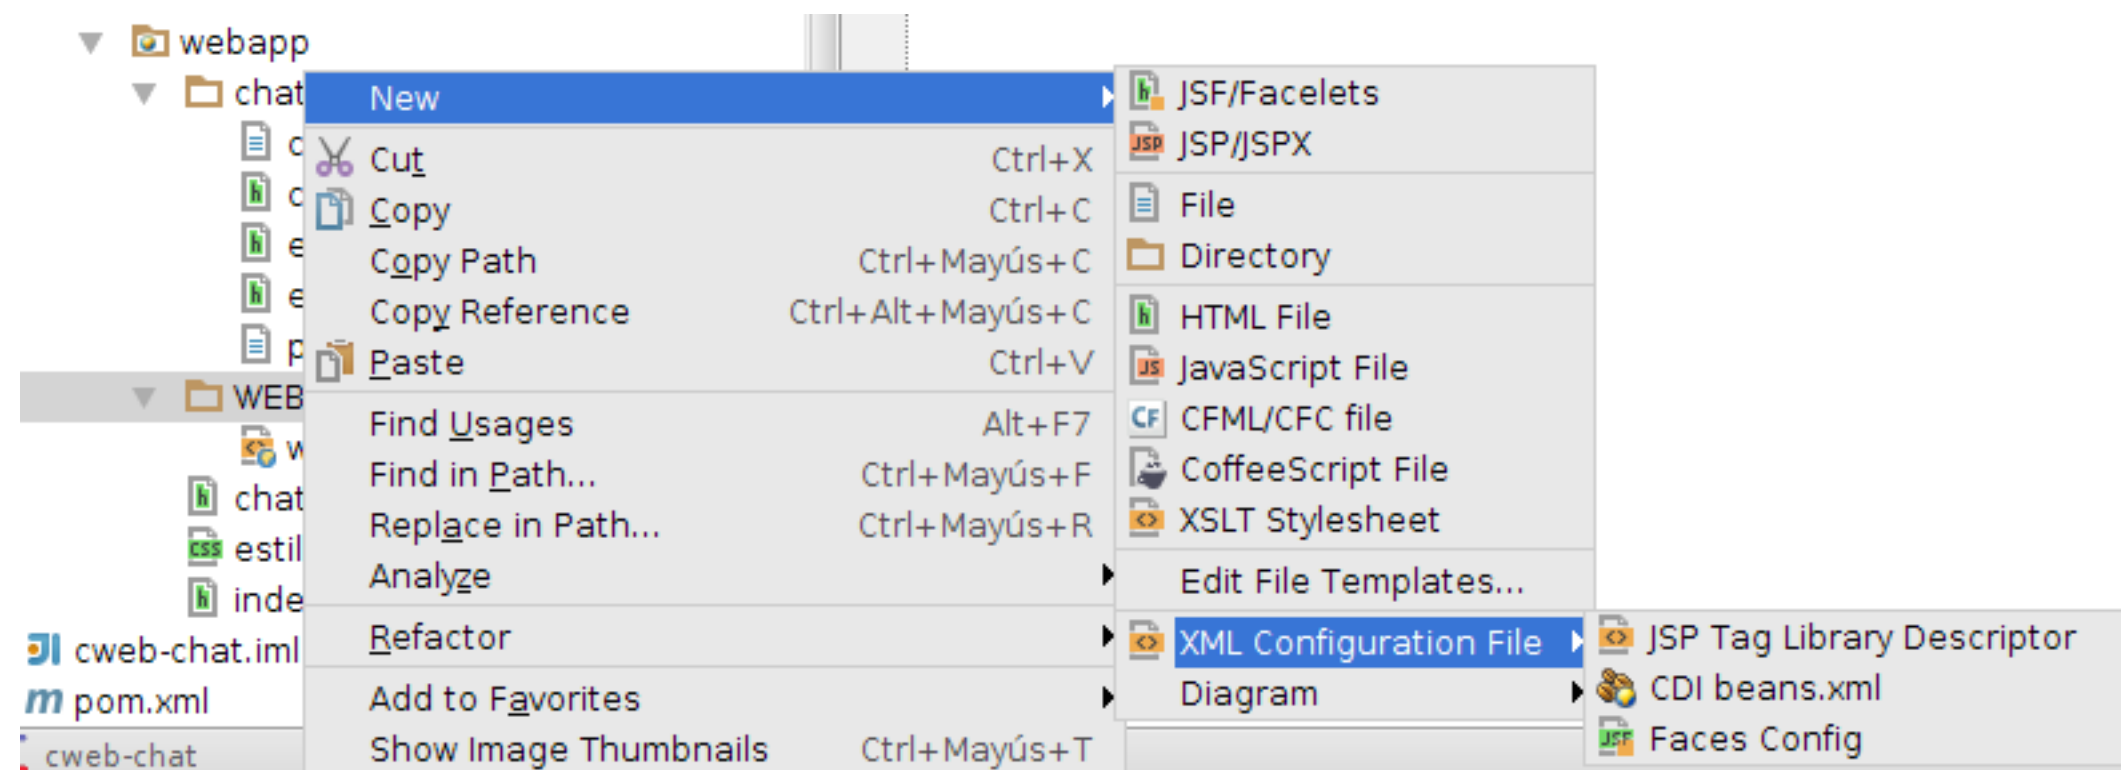 webapp
chat
c
c
e
e
p
WEB
w
chat
estil
inde
cweb-chat.iml
pom.xml
cweb-chat
New
Cut Ctrl+X
Copy Ctrl+C
Copy Path Ctrl+Mayús+C
Copy Reference Ctrl+Alt+Mayús+C
Paste Ctrl+V
Find Usages Alt+F7
Find in Path... Ctrl+Mayús+F
Replace in Path... Ctrl+Mayús+R
Analyze
Refactor
Add to Favorites
Show Image Thumbnails Ctrl+Mayús+T
JSF/Facelets
JSP/JSPX
File
Directory
HTML File
JavaScript File
CFML/CFC file
CoffeeScript File
XSLT Stylesheet
Edit File Templates...
XML Configuration File
Diagram
JSP Tag Library Descriptor
CDI beans.xml
Faces Config